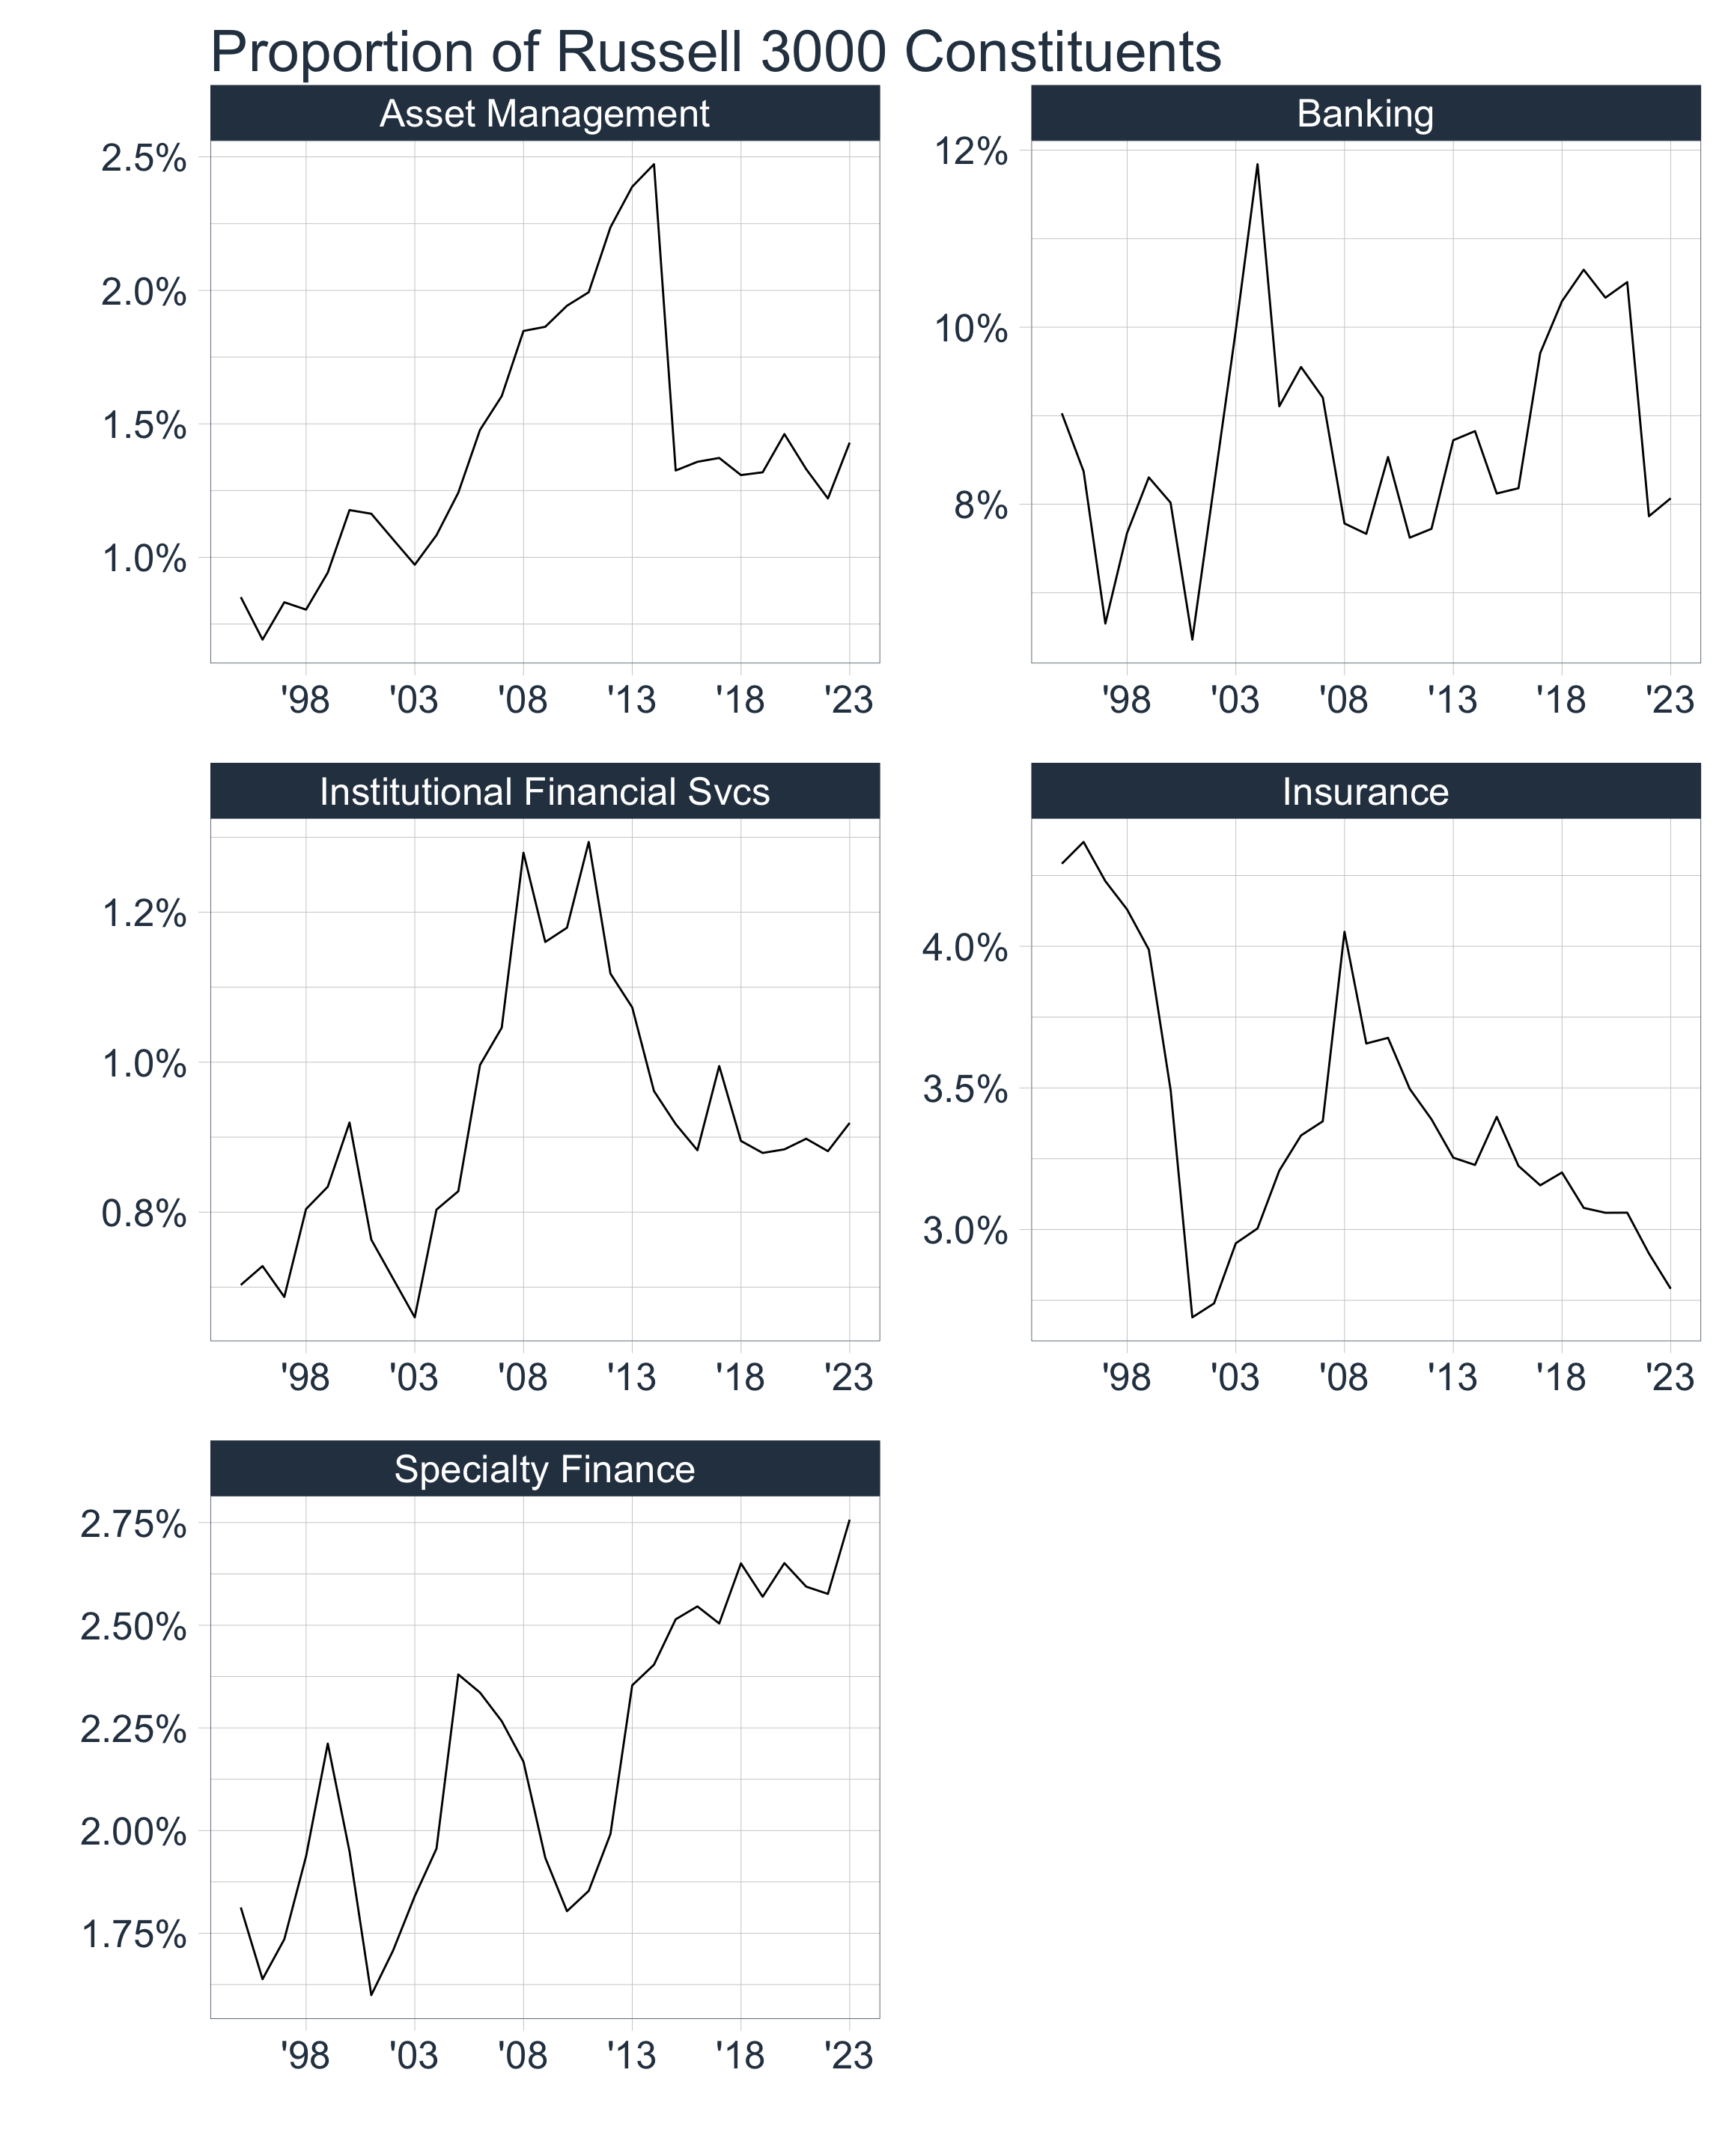 Proportion of Russell 3000 Constituents
Asset Management
2.5%
2.0%
1.5%
1.0%
'98 '03 '08 '13 '18 '23
Banking
12%
10%
8%
'98 '03 '08 '13 '18 '23
Institutional Financial Svcs
1.2%
1.0%
0.8%
'98 '03 '08 '13 '18 '23
Insurance
4.0%
3.5%
3.0%
'98 '03 '08 '13 '18 '23
Specialty Finance
2.75%
2.50%
2.25%
2.00%
1.75%
'98 '03 '08 '13 '18 '23